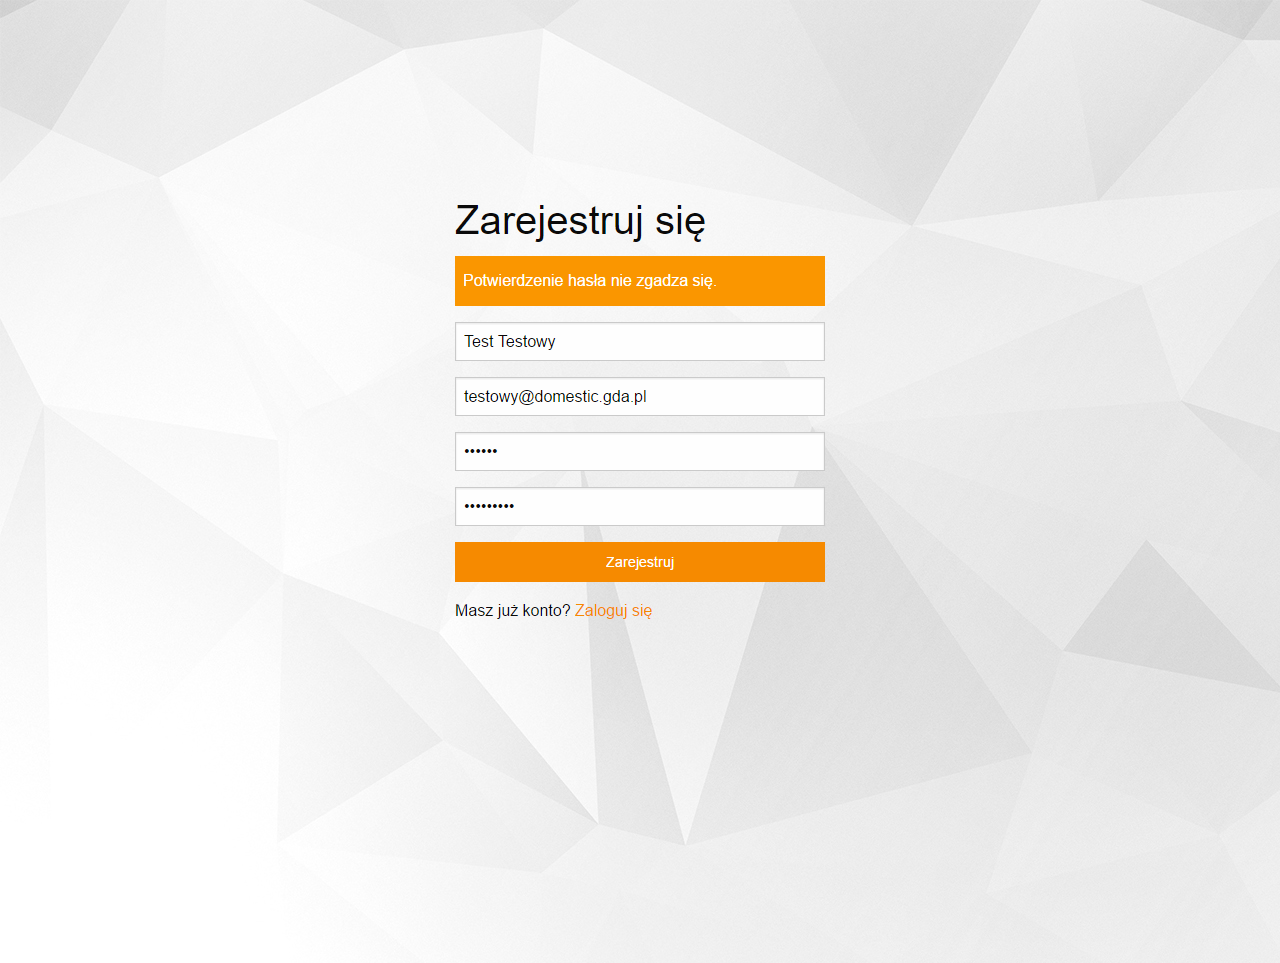 Zarejestruj się
Potwierdzenie hasła nie zgadza się.
Test Testowy
testowy@domestic.gda.pl
••••••
•••••••••
Zarejestruj
Masz już konto? Zaloguj się